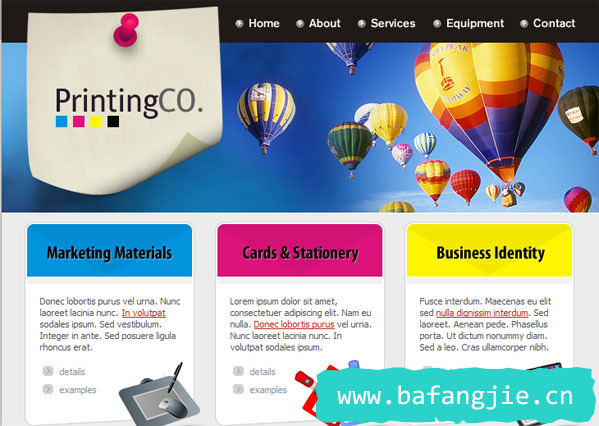 Home
About
Services
Equipment
Contact
PrintingCO.
Marketing Materials
Donec lobortis purus vel urna. Nunc
laoreet lacinia nunc. In volutpat
sodales ipsum. Sed vestibulum.
Integer in ante. Sed posuere ligula
rhoncus erat.
details
examples
Cards & Stationery
Lorem ipsum dolor sit amet,
consectetuer adipiscing elit. Nam eu
nulla. Donec lobortis purus vel urna.
Nunc laoreet lacinia nunc. In
volutpat sodales ipsum.
details
examples
Business Identity
Fusce interdum. Maecenas eu elit
sed nulla dignissim interdum. Sed
laoreet. Aenean pede. Phasellus
porta. Ut dictum nonummy diam.
Sed a leo. Cras ullamcorper nibh.
www.bafangjie.cn